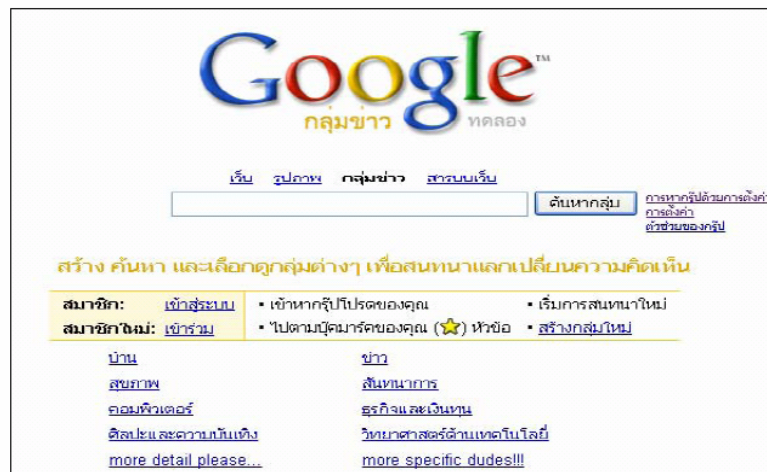 Google™
กลุ่มข่าว ทดลอง
เว็บ รูปภาพ กลุ่มข่าว สารบบเว็บ
ค้นหากลุ่ม
การหากรุ๊ปด้วยการตั้งค่า
การตั้งค่า
ตัวช่วยของกรุ๊ป
สร้าง ค้นหา และเลือกดูกลุ่มต่างๆ เพื่อสนทนาแลกเปลี่ยนความคิดเห็น
สมาชิก: เข้าสู่ระบบ ▪ เข้าหากรุ๊ปโปรดของคุณ ▪ เริ่มการสนทนาใหม่
สมาชิกใหม่: เข้าร่วม ▪ ไปตามบุ๊คมาร์คของคุณ (☆) หัวข้อ ▪ สร้างกลุ่มใหม่
บ้าน ข่าว
สุขภาพ สันทนาการ
คอมพิวเตอร์ ธุรกิจและเงินทุน
ศิลปะและความบันเทิง วิทยาศาสตร์ด้านเทคโนโลยี่
more detail please... more specific dudes!!!